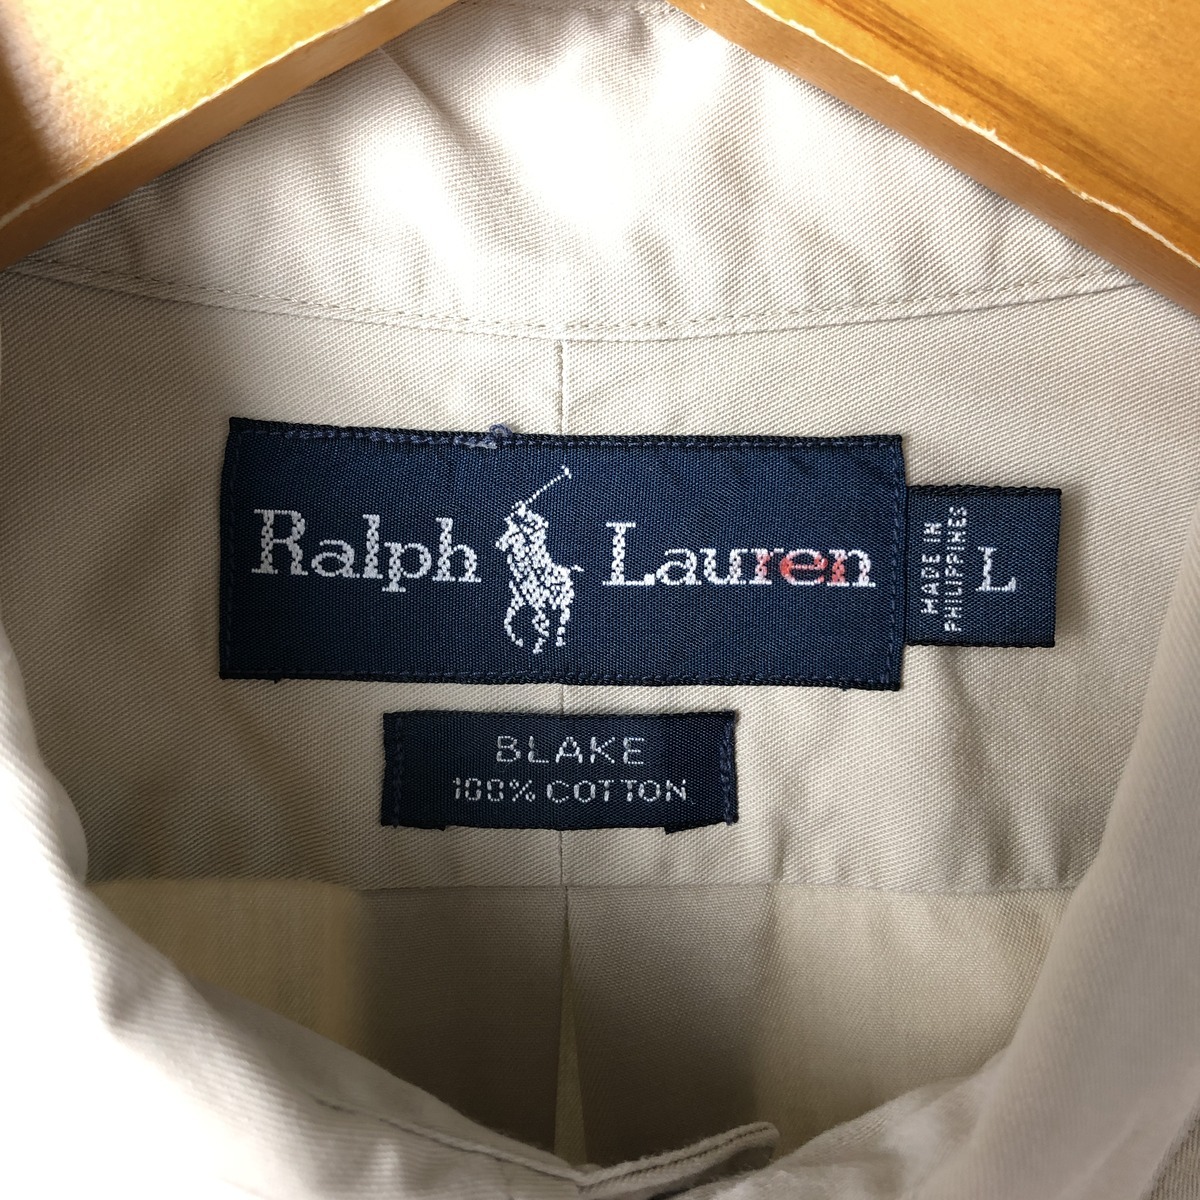 Ralph Lauren
MADE IN
PHILIPPINES
L
BLAKE
100% COTTON